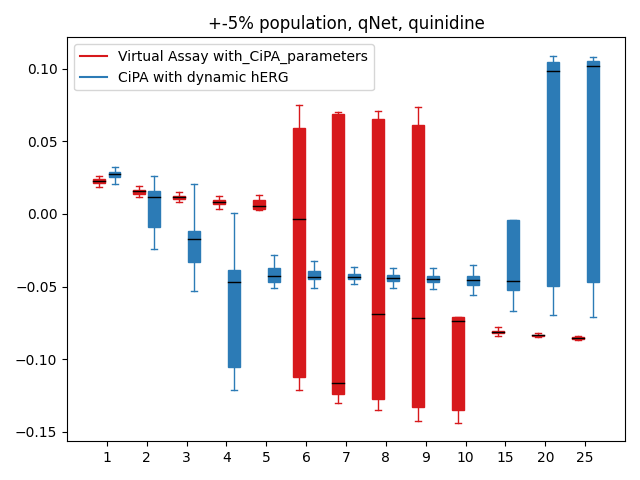 +-5% population, qNet, quinidine
Virtual Assay with_CiPA_parameters
CiPA with dynamic hERG
0.10
0.05
0.00
−0.05
−0.10
−0.15
1 2 3 4 5 6 7 8 9 10 15 20 25